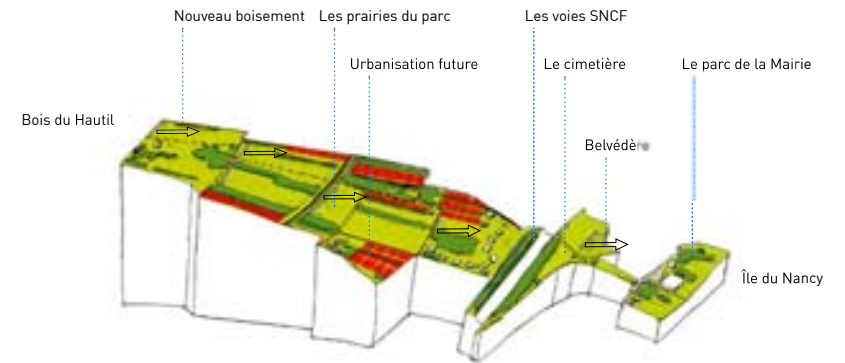 Nouveau boisement
Les prairies du parc
Les voies SNCF
Urbanisation future
Le cimetière
Le parc de la Mairie
Bois du Hautil
Belvédère
Île du Nancy